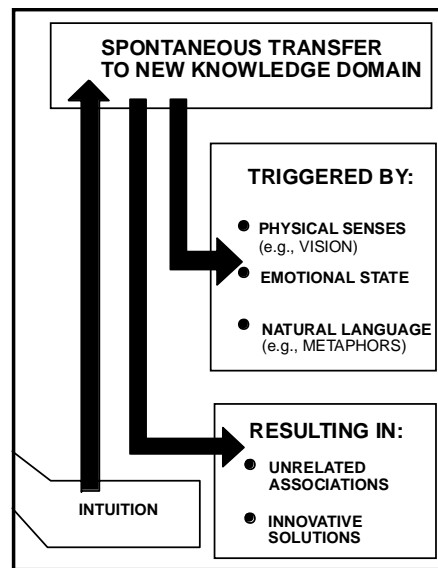 SPONTANEOUS TRANSFER
TO NEW KNOWLEDGE DOMAIN
TRIGGERED BY:
PHYSICAL SENSES
(e.g., VISION)
EMOTIONAL STATE
NATURAL LANGUAGE
(e.g., METAPHORS)
RESULTING IN:
UNRELATED
ASSOCIATIONS
INNOVATIVE
SOLUTIONS
INTUITION